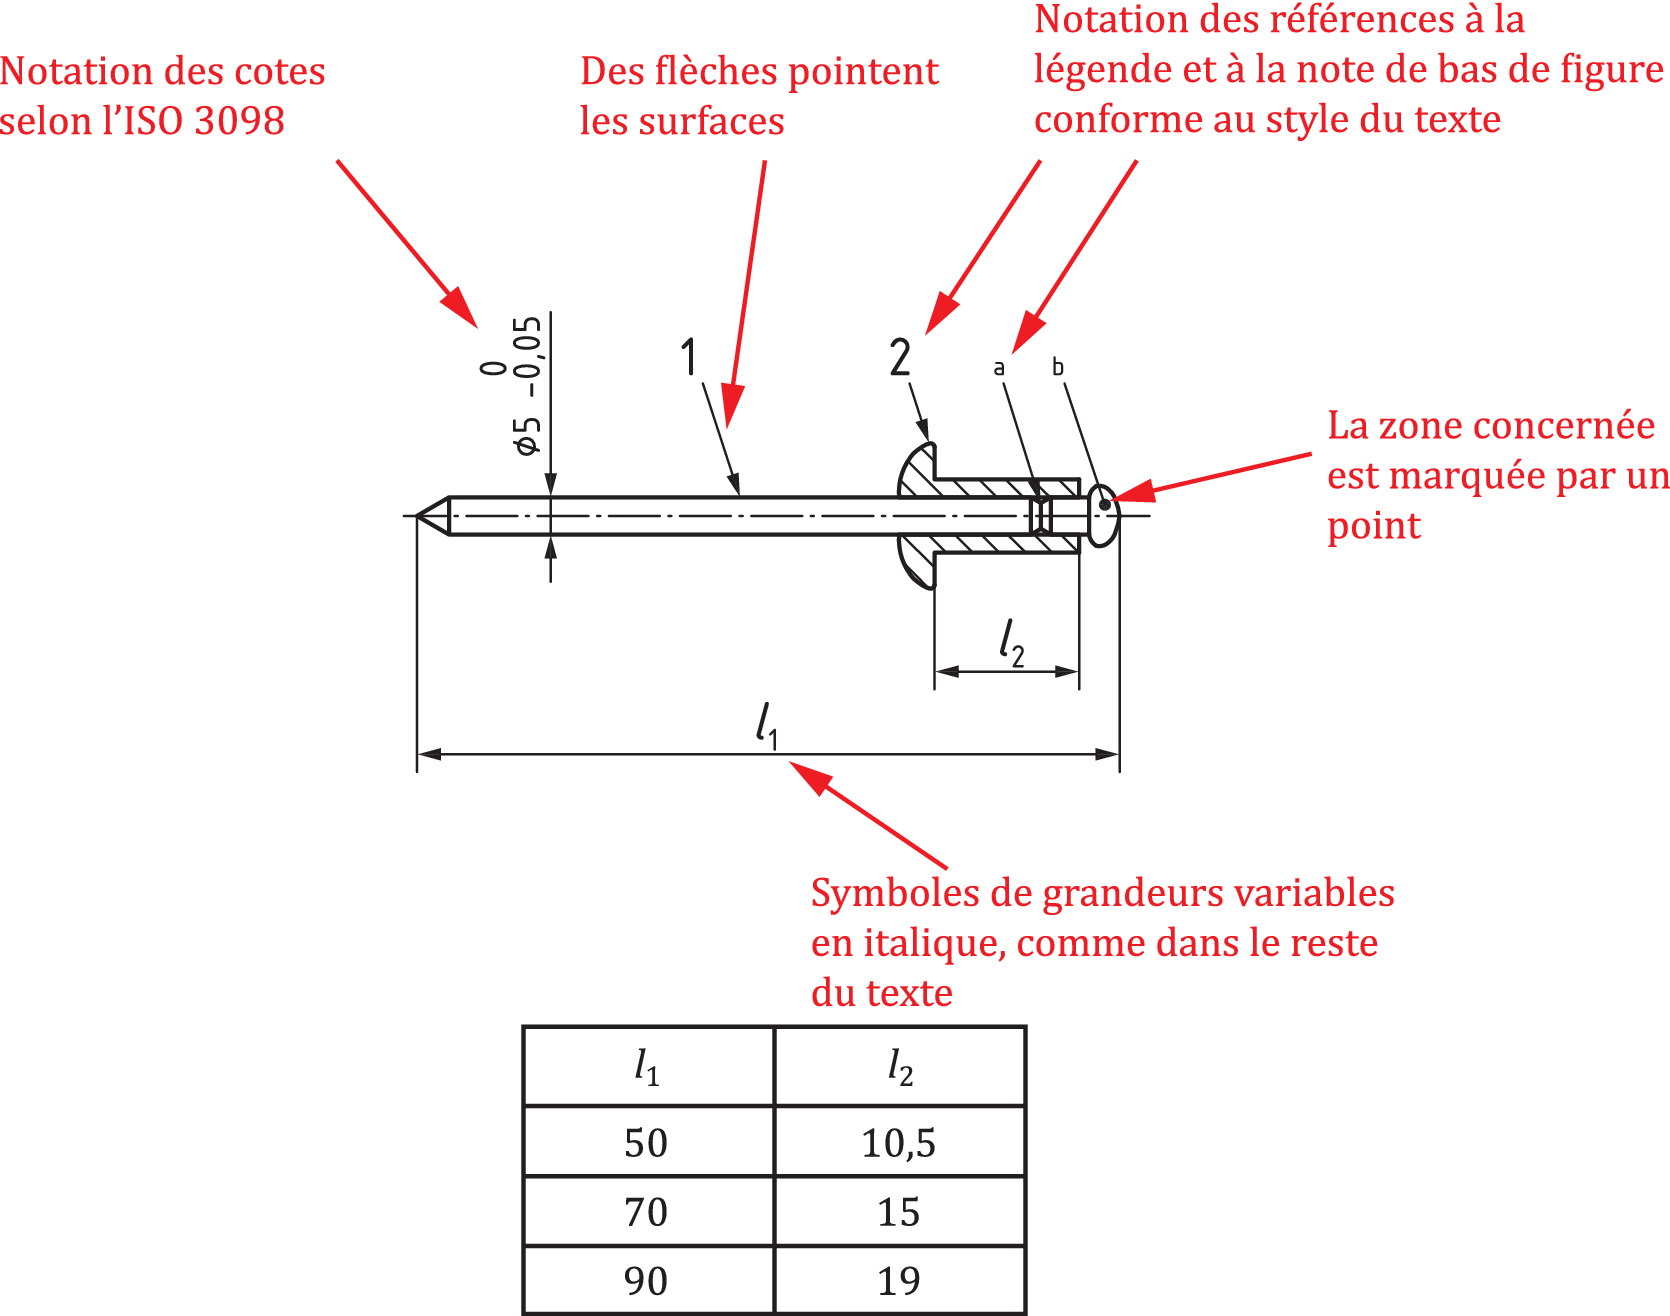 Notation des cotes
selon l’ISO 3098
Des flèches pointent
les surfaces
Notation des références à la
légende et à la note de bas de figure
conforme au style du texte
0
ϕ5 -0,05
1
2
a
b
La zone concernée
est marquée par un
point
l2
l1
Symboles de grandeurs variables
en italique, comme dans le reste
du texte
l1 l2
50 10,5
70 15
90 19